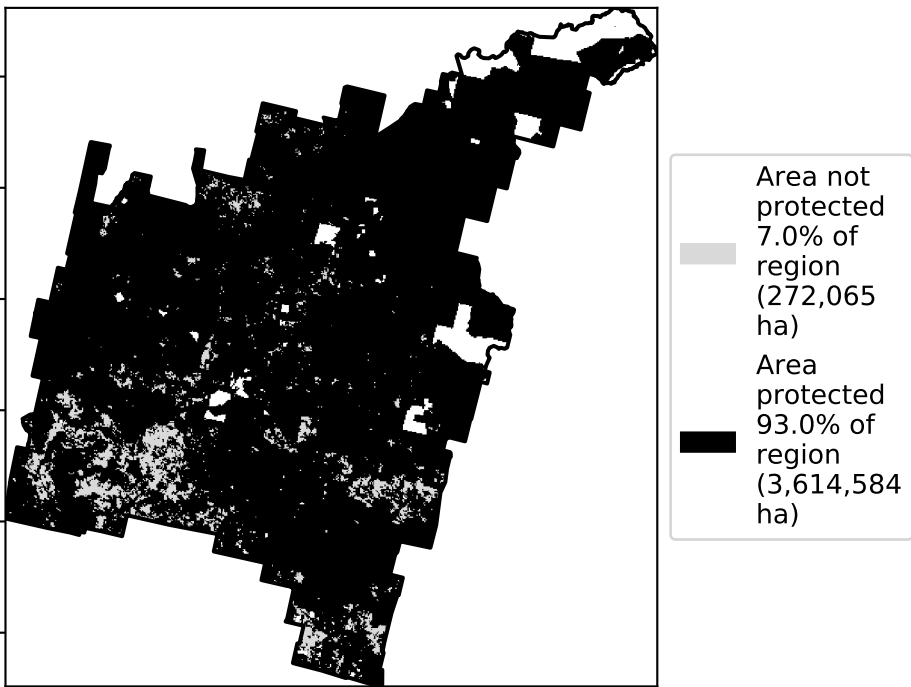 Area not
protected
7.0% of
region
(272,065
ha)
Area
protected
93.0% of
region
(3,614,584
ha)